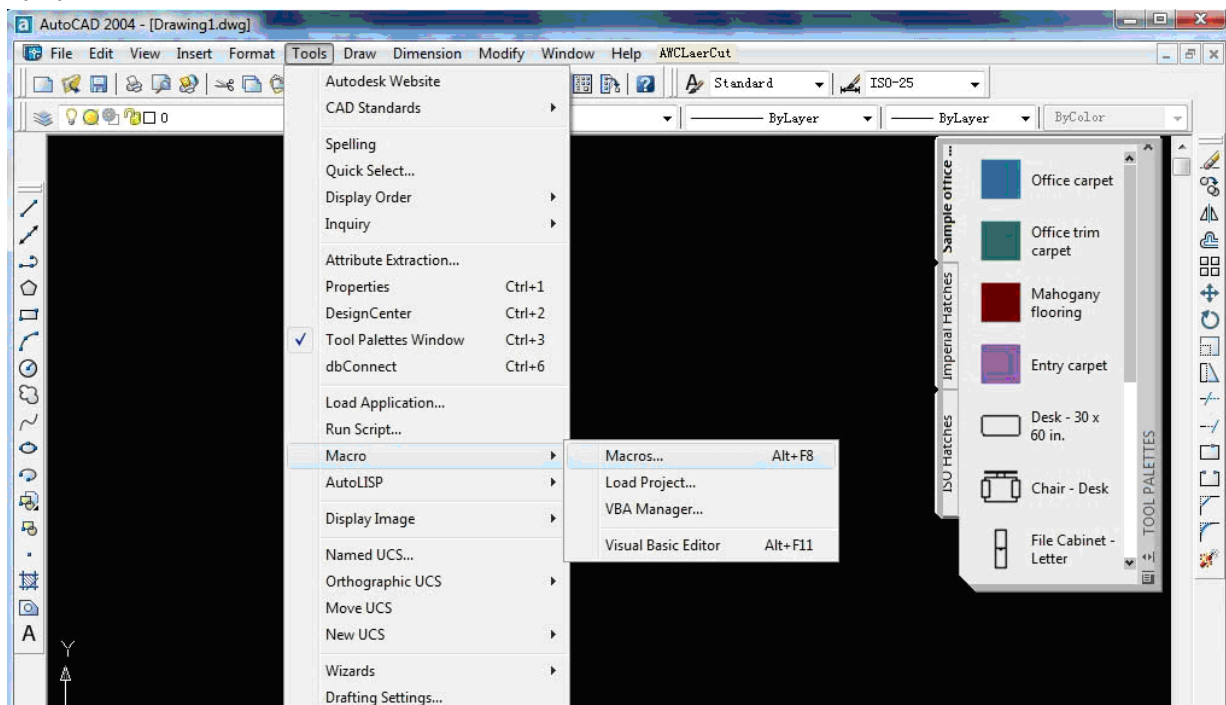 AutoCAD 2004 - [Drawing1.dwg]
File Edit View Insert Format Tools Draw Dimension Modify Window Help AWCLaerCut
Standard ISO-25
0 ByLayer ByLayer ByColor
Autodesk Website
CAD Standards
Spelling
Quick Select...
Display Order
Inquiry
Attribute Extraction...
Properties Ctrl+1
DesignCenter Ctrl+2
Tool Palettes Window Ctrl+3
dbConnect Ctrl+6
Load Application...
Run Script...
Macro
AutoLISP
Display Image
Named UCS...
Orthographic UCS
Move UCS
New UCS
Wizards
Drafting Settings...
Macros... Alt+F8
Load Project...
VBA Manager...
Visual Basic Editor Alt+F11
Sample office ...
Imperial Hatches
ISO Hatches
Office carpet
Office trim
carpet
Mahogany
flooring
Entry carpet
Desk - 30 x
60 in.
Chair - Desk
File Cabinet -
Letter
TOOL PALETTES
A
Y